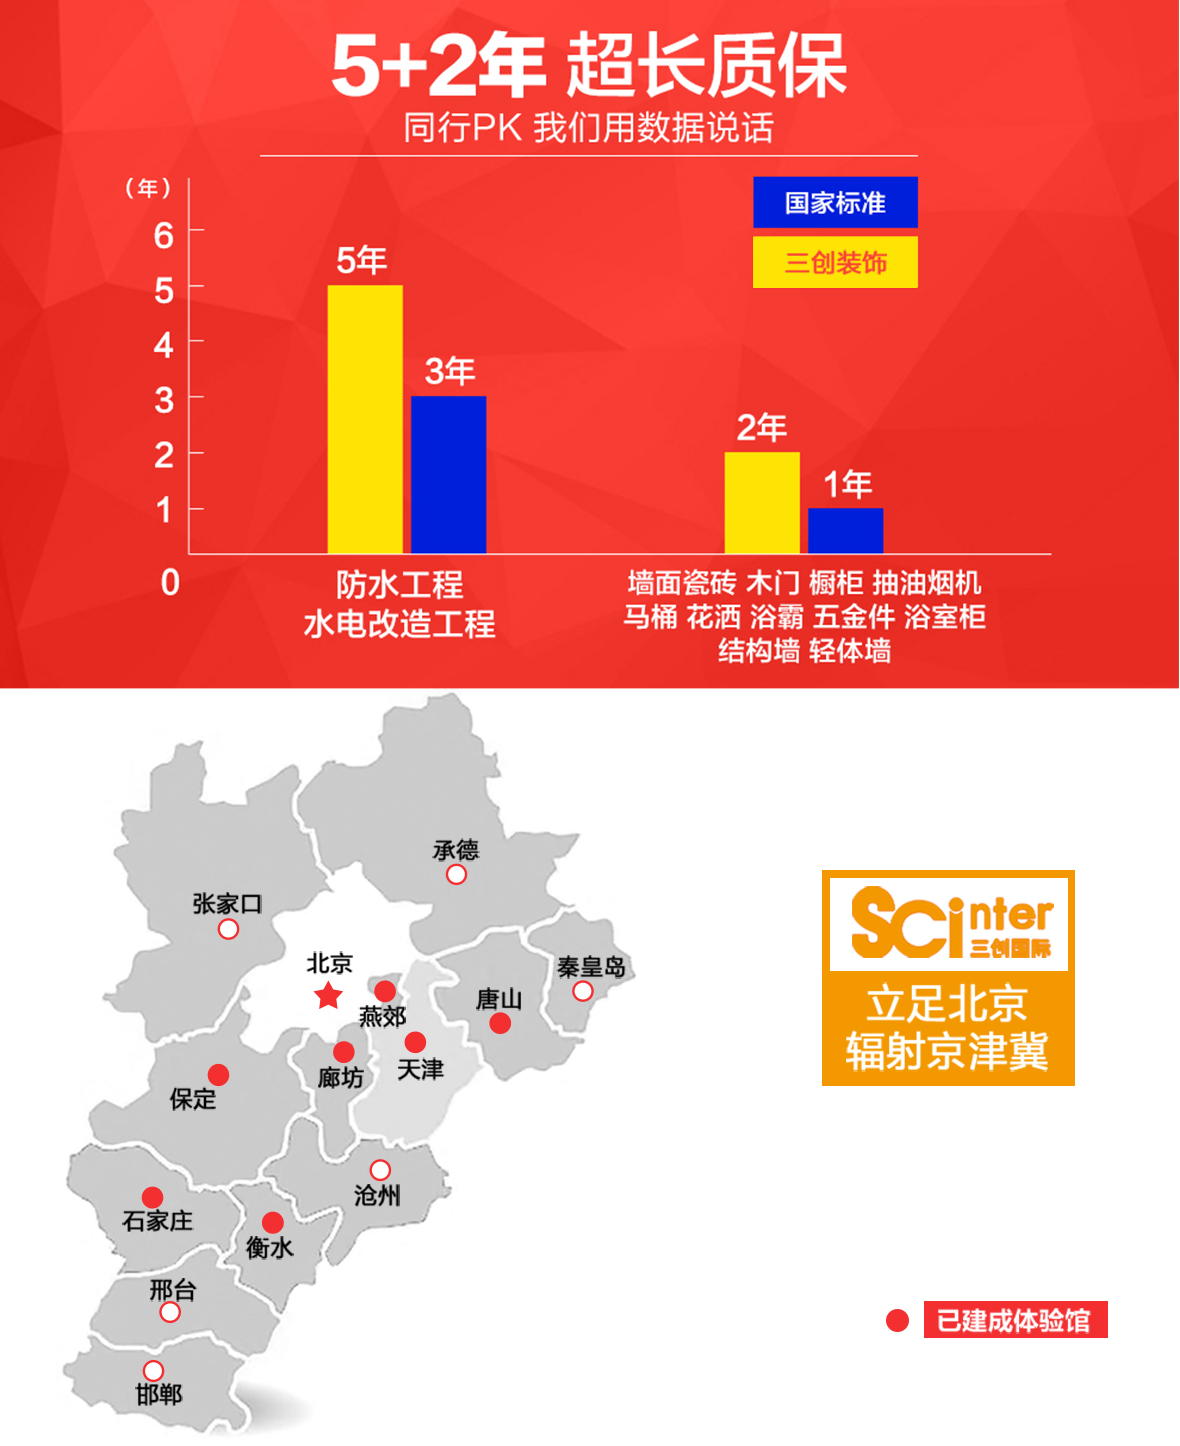 5+2年 超长质保
同行PK 我们用数据说话
（年）
6
5
4
3
2
1
0
国家标准
三创装饰
5年
3年
2年
1年
防水工程
水电改造工程
墙面瓷砖 木门 橱柜 抽油烟机
马桶 花洒 浴霸 五金件 浴室柜
结构墙 轻体墙
承德
张家口
北京
秦皇岛
唐山
燕郊
天津
廊坊
保定
沧州
石家庄
衡水
邢台
邯郸
SCinter
三创国际
立足北京
辐射京津冀
已建成体验馆